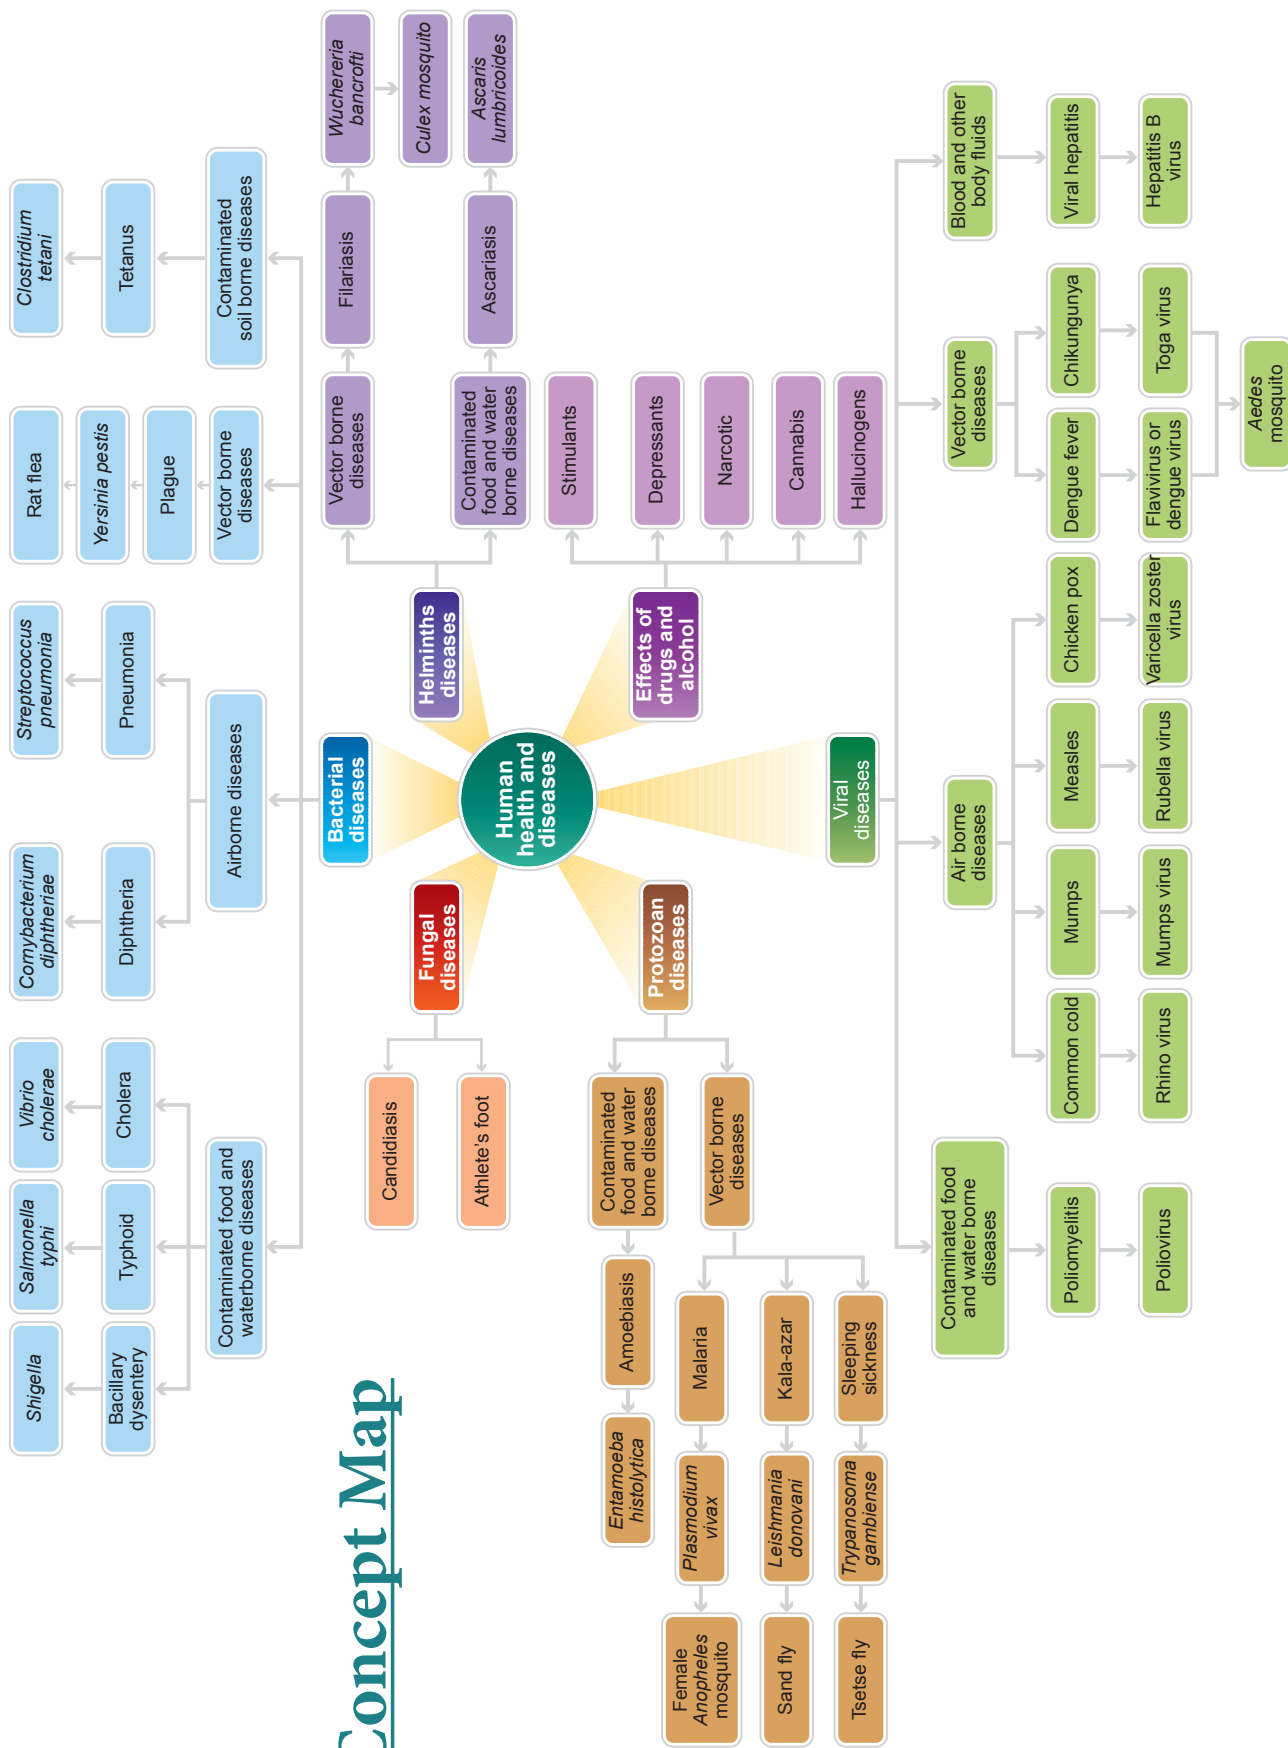 Concept Map
Shigella
Salmonella
typhi
Vibrio
cholerae
Cornybacterium
diphtheriae
Streptococcus
pneumonia
Rat flea
Clostridium
tetani
Yersinia pestis
Bacillary
dysentery
Typhoid
Cholera
Diphtheria
Pneumonia
Plague
Tetanus
Contaminated food and
waterborne diseases
Airborne diseases
Vector borne
diseases
Contaminated
soil borne diseases
Bacterial
diseases
Helminths
diseases
Vector borne
diseases
Filariasis
Wuchereria
bancrofti
Culex mosquito
Contaminated
food and water
borne diseases
Ascariasis
Ascaris
lumbricoides
Fungal
diseases
Candidiasis
Athlete's foot
Human
health and
diseases
Effects of
drugs and
alcohol
Stimulants
Depressants
Narcotic
Cannabis
Hallucinogens
Protozoan
diseases
Contaminated
food and water
borne diseases
Amoebiasis
Entamoeba
histolytica
Vector borne
diseases
Malaria
Plasmodium
vivax
Female
Anopheles
mosquito
Kala-azar
Leishmania
donovani
Sand fly
Sleeping
sickness
Trypanosoma
gambiense
Tsetse fly
Viral
diseases
Contaminated food
and water borne
diseases
Poliomyelitis
Poliovirus
Air borne
diseases
Common cold
Rhino virus
Mumps
Mumps virus
Measles
Rubella virus
Chicken pox
Varicella zoster
virus
Vector borne
diseases
Dengue fever
Flavivirus or
dengue virus
Chikungunya
Toga virus
Aedes
mosquito
Blood and other
body fluids
Viral hepatitis
Hepatitis B
virus